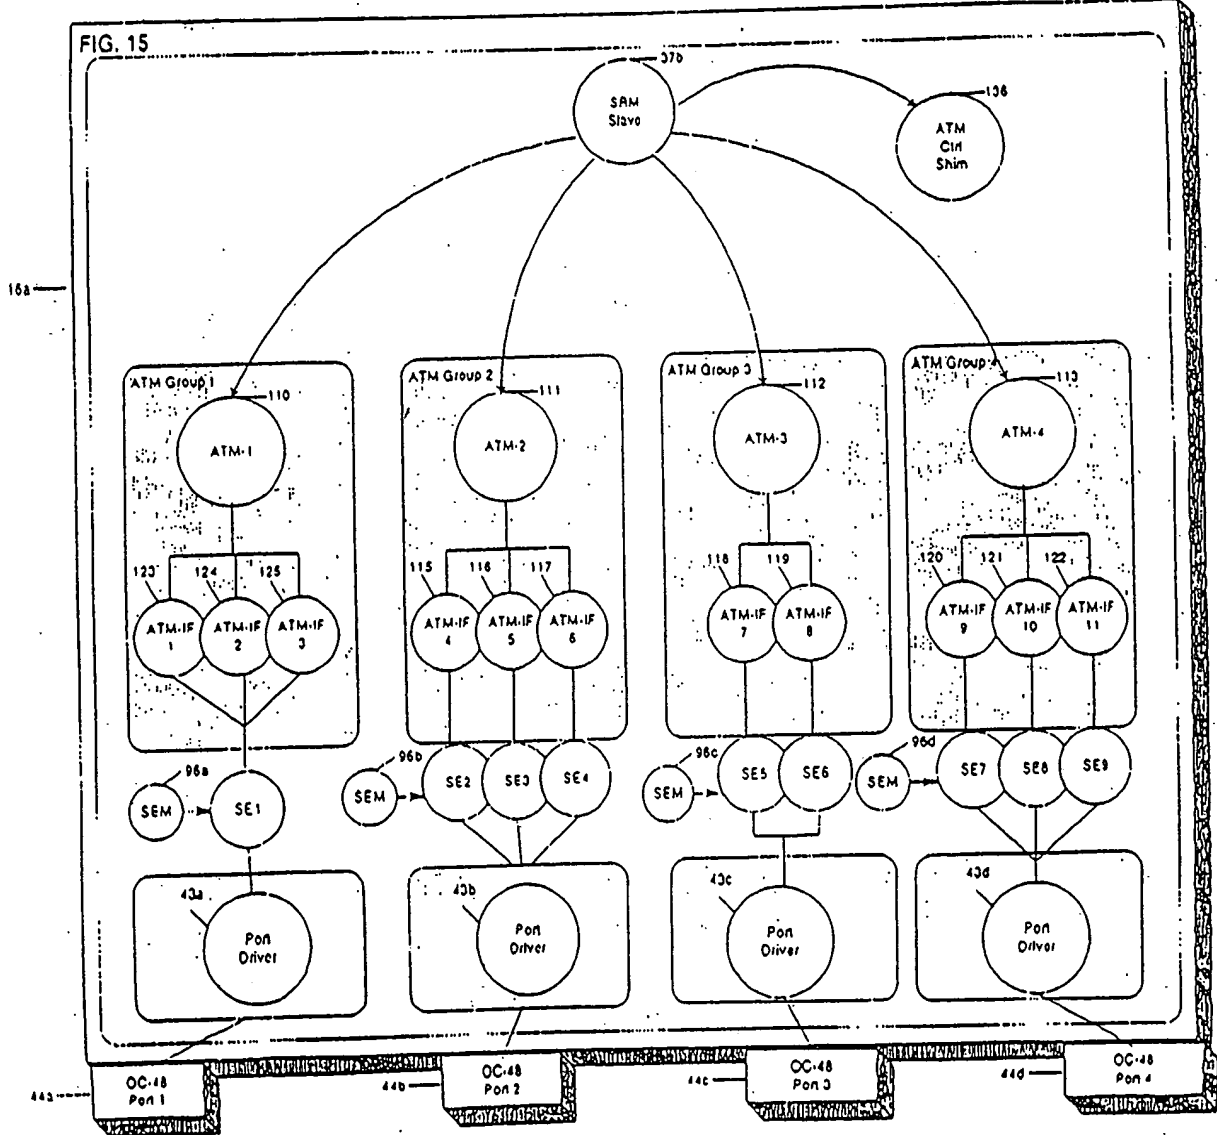 FIG. 15
37b
SRM
Slave
136
ATM
Ctrl
Shim
16a
ATM Group 1
110
ATM-1
123
124
125
ATM-IF
1
ATM-IF
2
ATM-IF
3
ATM Group 2
111
ATM-2
115
116
117
ATM-IF
4
ATM-IF
5
ATM-IF
6
ATM Group 3
112
ATM-3
118
119
ATM-IF
7
ATM-IF
8
ATM Group 4
113
ATM-4
120
121
122
ATM-IF
9
ATM-IF
10
ATM-IF
11
96a
SEM
SE1
96b
SEM
SE2
SE3
SE4
96c
SEM
SE5
SE6
96d
SEM
SE7
SE8
SE9
43a
Port
Driver
43b
Port
Driver
43c
Port
Driver
43d
Port
Driver
44a
OC-48
Port 1
44b
OC-48
Port 2
44c
OC-48
Port 3
44d
OC-48
Port 4